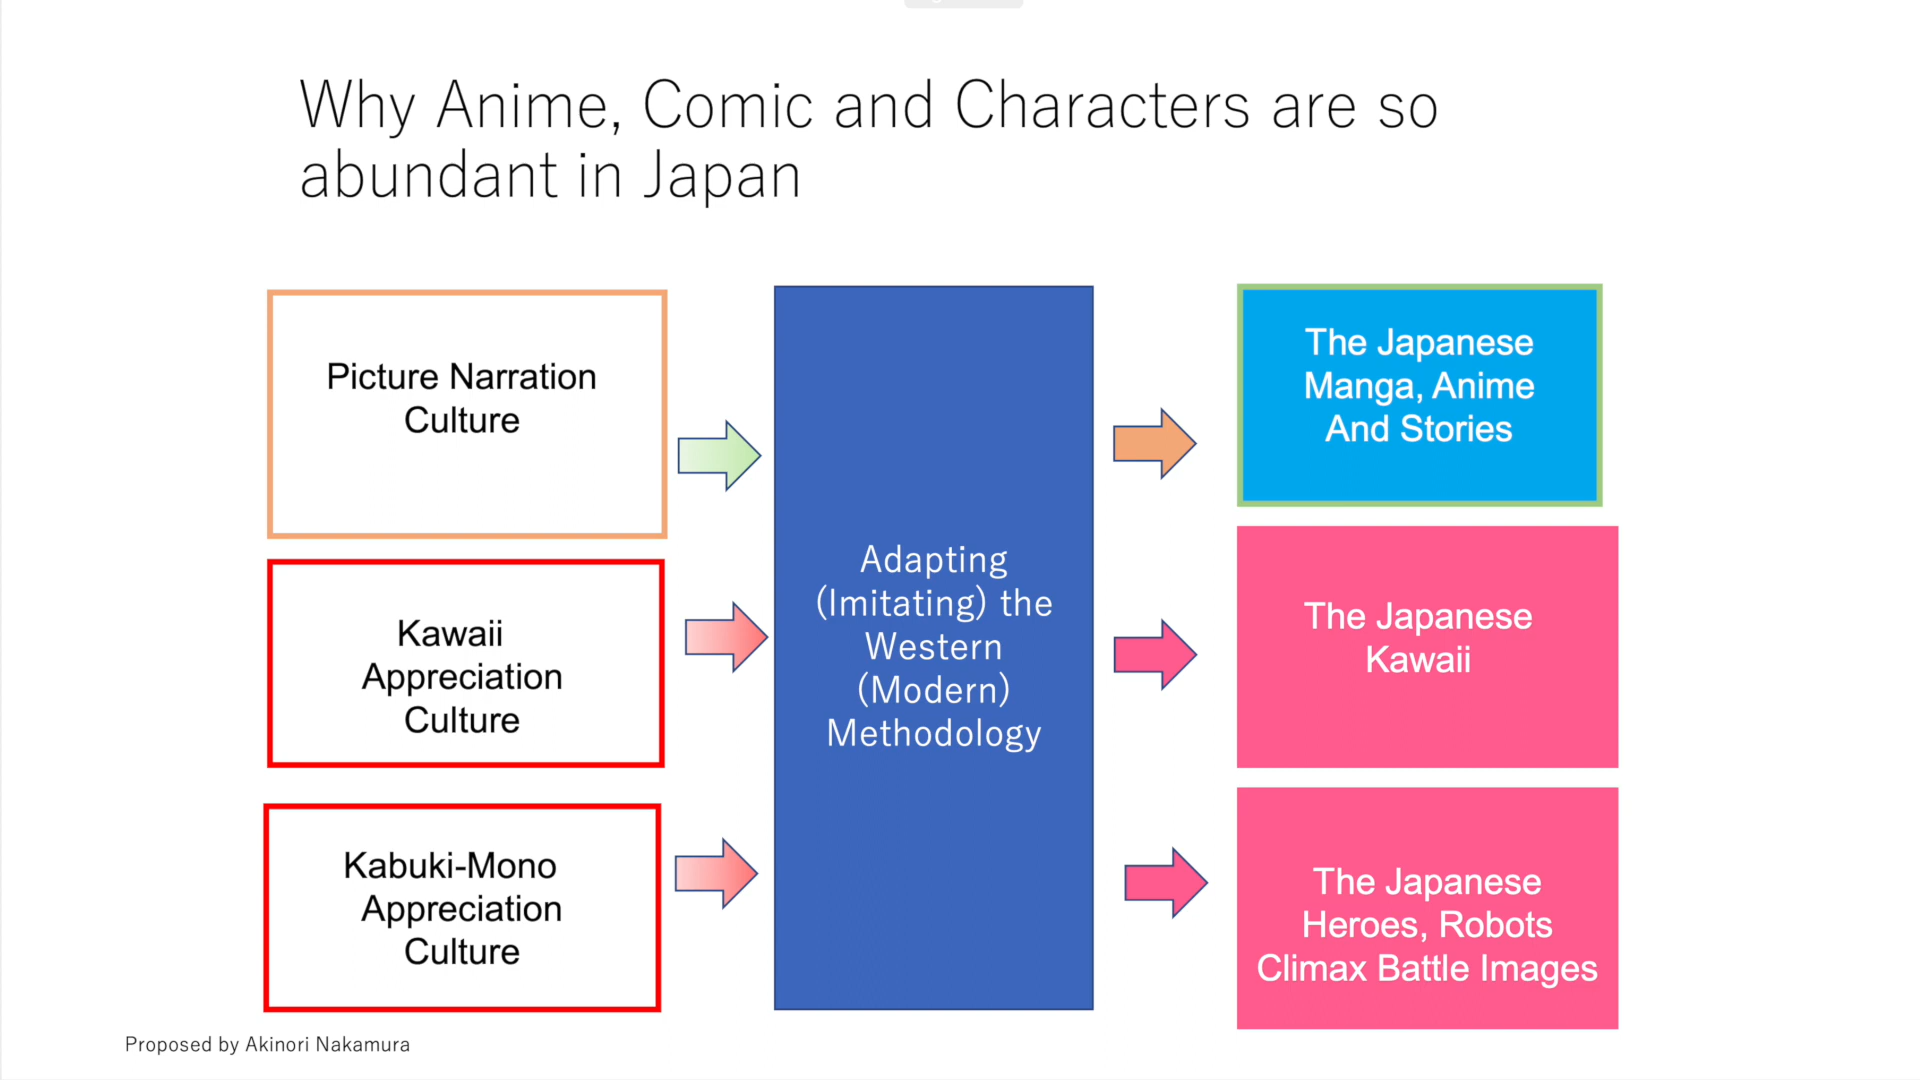 Why Anime, Comic and Characters are so
abundant in Japan
Picture Narration
Culture
Kawaii
Appreciation
Culture
Kabuki-Mono
Appreciation
Culture
Adapting
(Imitating) the
Western
(Modern)
Methodology
The Japanese
Manga, Anime
And Stories
The Japanese
Kawaii
The Japanese
Heroes, Robots
Climax Battle Images
Proposed by Akinori Nakamura